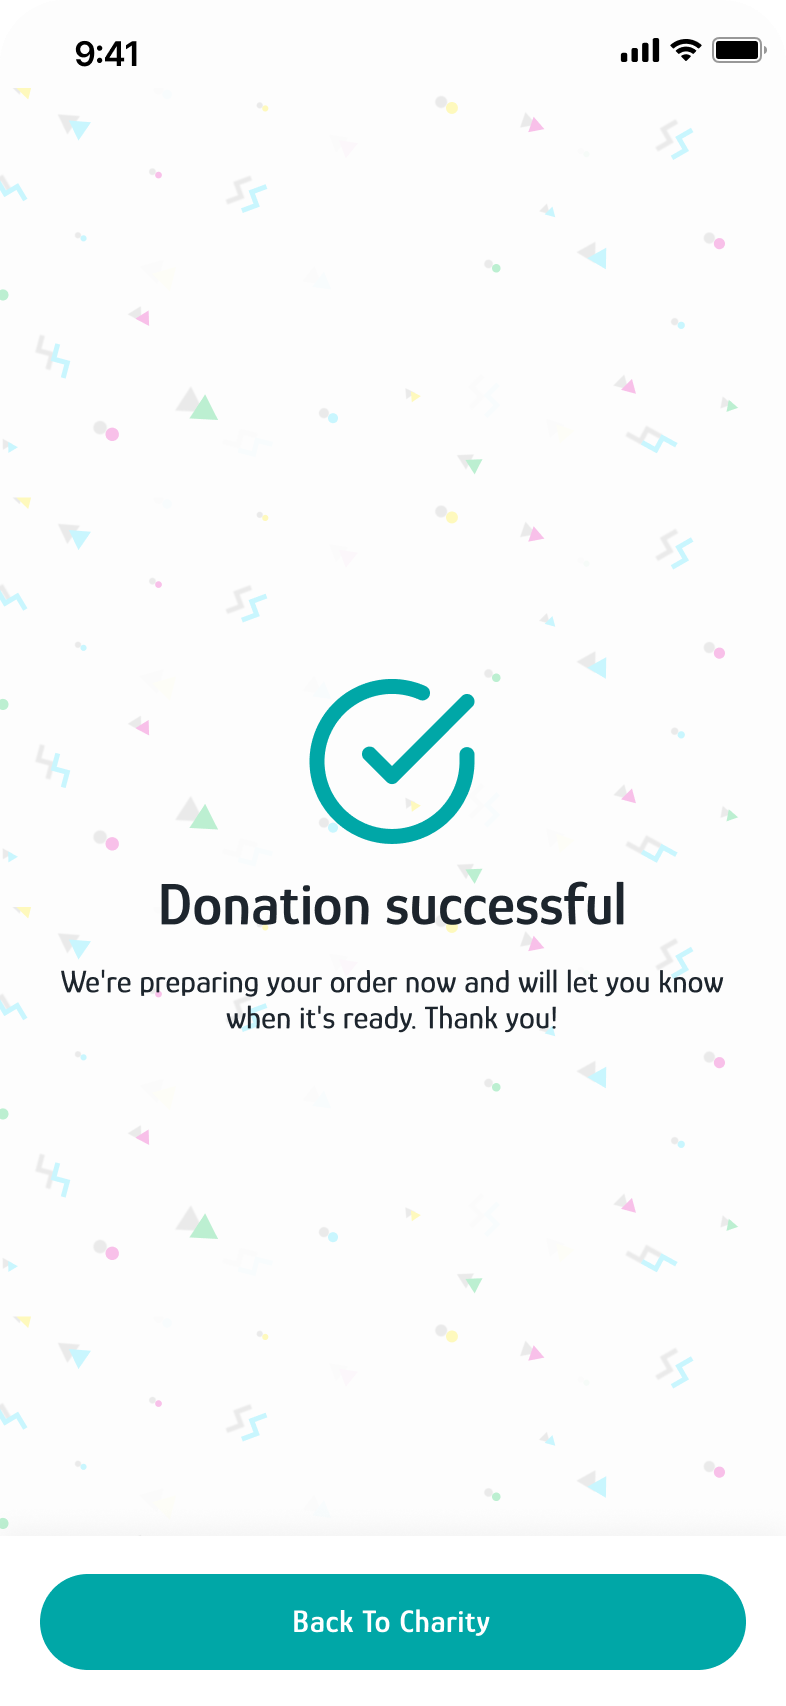 9:41
Donation successful
We're preparing your order now and will let you know
when it's ready. Thank you!
Back To Charity